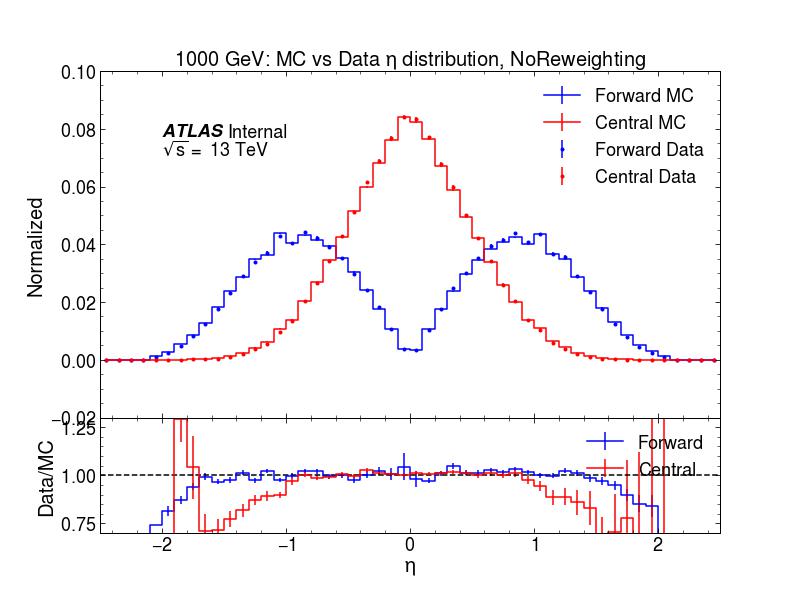 1000 GeV: MC vs Data η distribution, NoReweighting
0.10
0.08
0.06
0.04
0.02
0.00
−0.02
Normalized
ATLAS Internal
√s = 13 TeV
Forward MC
Central MC
Forward Data
Central Data
1.25
1.00
0.75
Data/MC
Forward
Central
−2 −1 0 1 2
η